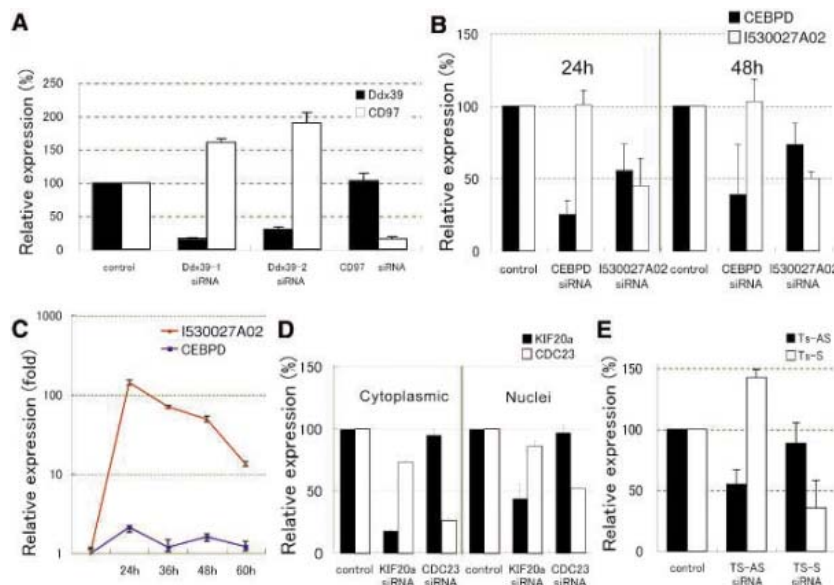 A
Relative expression (%)
250
200
150
100
50
0
Ddx39
CD97
control
Ddx39-1
siRNA
Ddx39-2
siRNA
CD97 siRNA
B
Relative expression (%)
CEBPD
I530027A02
150
100
50
0
24h
48h
control
CEBPD
siRNA
I530027A02
siRNA
control
CEBPD
siRNA
I530027A02
siRNA
C
Relative expression (fold)
1000
100
10
1
I530027A02
CEBPD
24h
36h
48h
60h
D
Relative expression (%)
KIF20a
CDC23
150
100
50
0
Cytoplasmic
Nuclei
control
KIF20a
siRNA
CDC23
siRNA
control
KIF20a
siRNA
CDC23
siRNA
E
Relative expression (%)
Ts-AS
Ts-S
150
100
50
0
control
TS-AS
siRNA
TS-S
siRNA